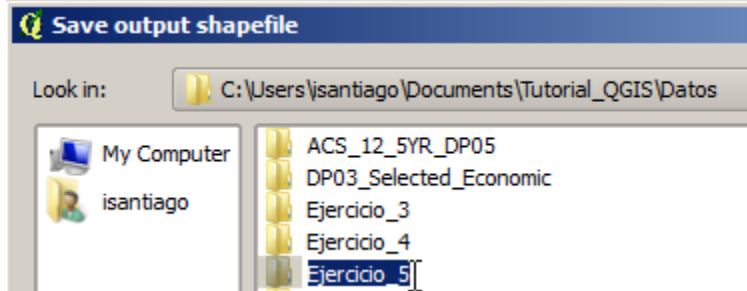 Save output shapefile
Look in: C:\Users\isantiago\Documents\Tutorial_QGIS\Datos
My Computer
isantiago
ACS_12_5YR_DP05
DP03_Selected_Economic
Ejercicio_3
Ejercicio_4
Ejercicio_5